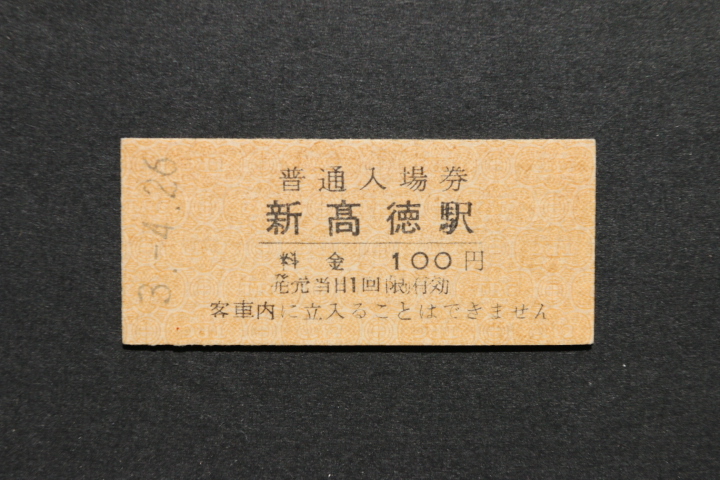 3.-4.26
普通入場券
新髙徳駅
料金 100円
発売当日1回限り有効
客車内に立入ることはできません